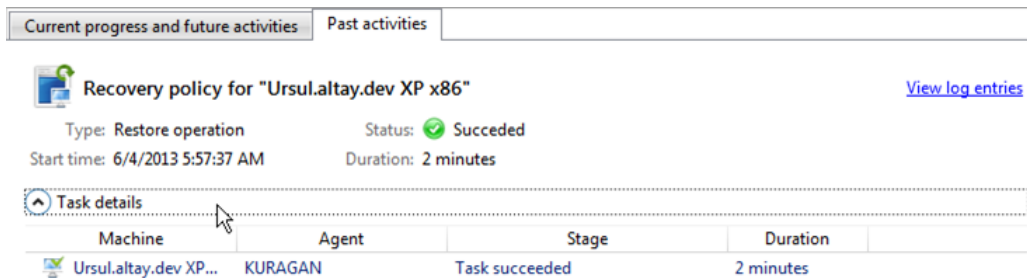 Current progress and future activities Past activities
Recovery policy for "Ursul.altay.dev XP x86" View log entries
Type: Restore operation Status: Succeded
Start time: 6/4/2013 5:57:37 AM Duration: 2 minutes
Task details
Machine Agent Stage Duration
Ursul.altay.dev XP... KURAGAN Task succeeded 2 minutes